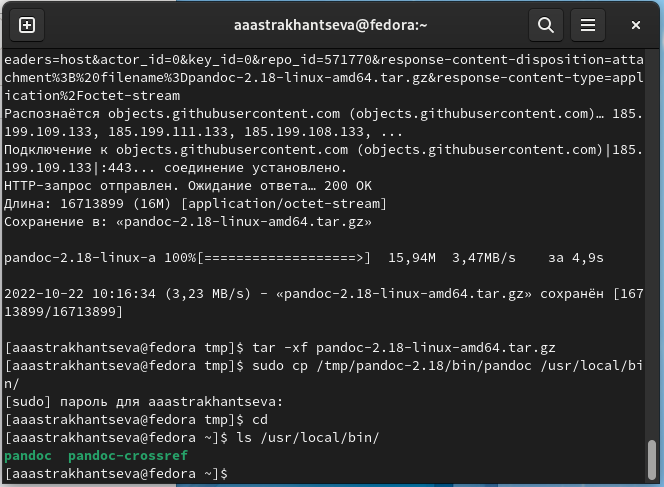 aaastrakhantseva@fedora:~
eaders=host&actor_id=0&key_id=0&repo_id=571770&response-content-disposition=atta
chment%3B%20filename%3Dpandoc-2.18-linux-amd64.tar.gz&response-content-type=appl
ication%2Foctet-stream
Распознаётся objects.githubusercontent.com (objects.githubusercontent.com)… 185.
199.109.133, 185.199.111.133, 185.199.108.133, ...
Подключение к objects.githubusercontent.com (objects.githubusercontent.com)|185.
199.109.133|:443... соединение установлено.
HTTP-запрос отправлен. Ожидание ответа… 200 OK
Длина: 16713899 (16M) [application/octet-stream]
Сохранение в: «pandoc-2.18-linux-amd64.tar.gz»
pandoc-2.18-linux-a 100%[===================>]  15,94M  3,47MB/s    за 4,9s
2022-10-22 10:16:34 (3,23 MB/s) - «pandoc-2.18-linux-amd64.tar.gz» сохранён [167
13899/16713899]
[aaastrakhantseva@fedora tmp]$ tar -xf pandoc-2.18-linux-amd64.tar.gz
[aaastrakhantseva@fedora tmp]$ sudo cp /tmp/pandoc-2.18/bin/pandoc /usr/local/bi
n/
[sudo] пароль для aaastrakhantseva:
[aaastrakhantseva@fedora tmp]$ cd
[aaastrakhantseva@fedora ~]$ ls /usr/local/bin/
pandoc  pandoc-crossref
[aaastrakhantseva@fedora ~]$